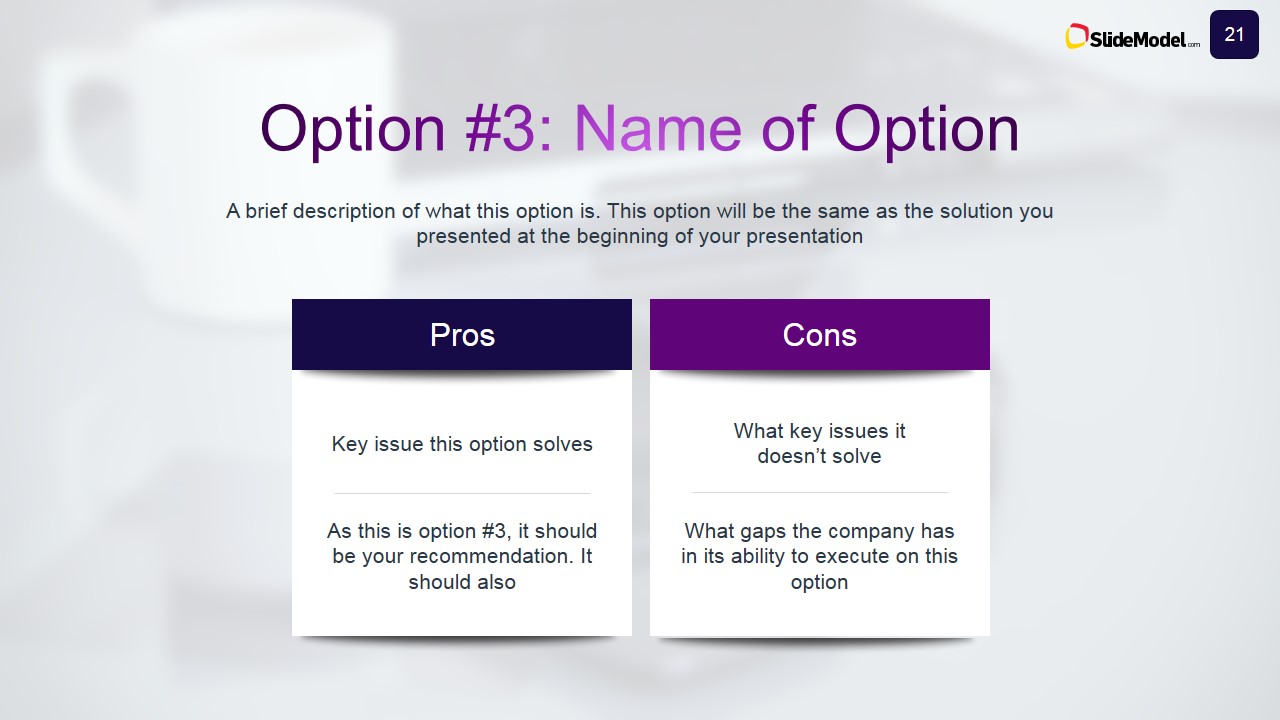 SlideModel.com
21
Option #3: Name of Option
A brief description of what this option is. This option will be the same as the solution you
presented at the beginning of your presentation
Pros
Cons
Key issue this option solves
What key issues it
doesn’t solve
As this is option #3, it should
be your recommendation. It
should also
What gaps the company has
in its ability to execute on this
option